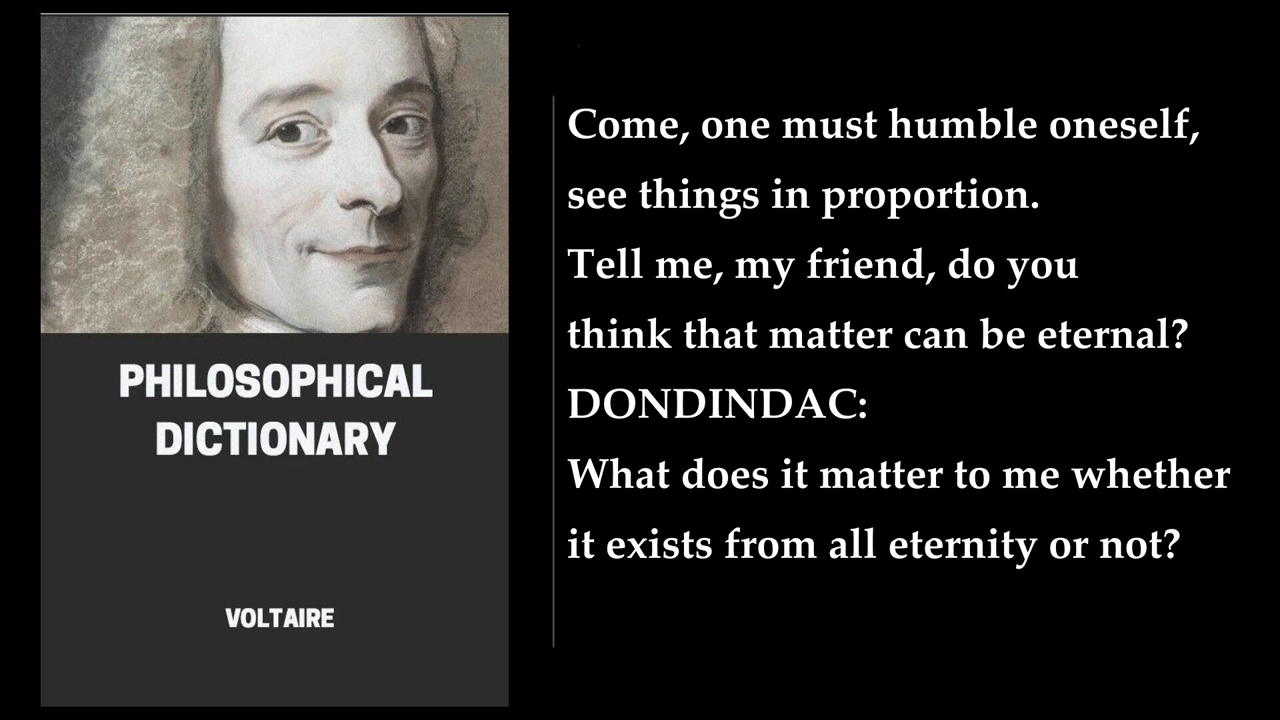 PHILOSOPHICAL
DICTIONARY
VOLTAIRE
Come, one must humble oneself,
see things in proportion.
Tell me, my friend, do you
think that matter can be eternal?
DONDINDAC:
What does it matter to me whether
it exists from all eternity or not?